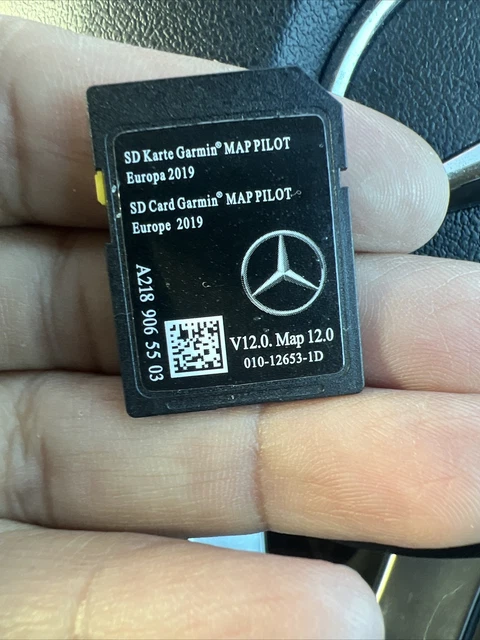 SD Karte Garmin® MAP PILOT
Europa 2019
SD Card Garmin® MAP PILOT
Europe 2019
A218 906 55 03
V12.0. Map 12.0
010-12653-1D